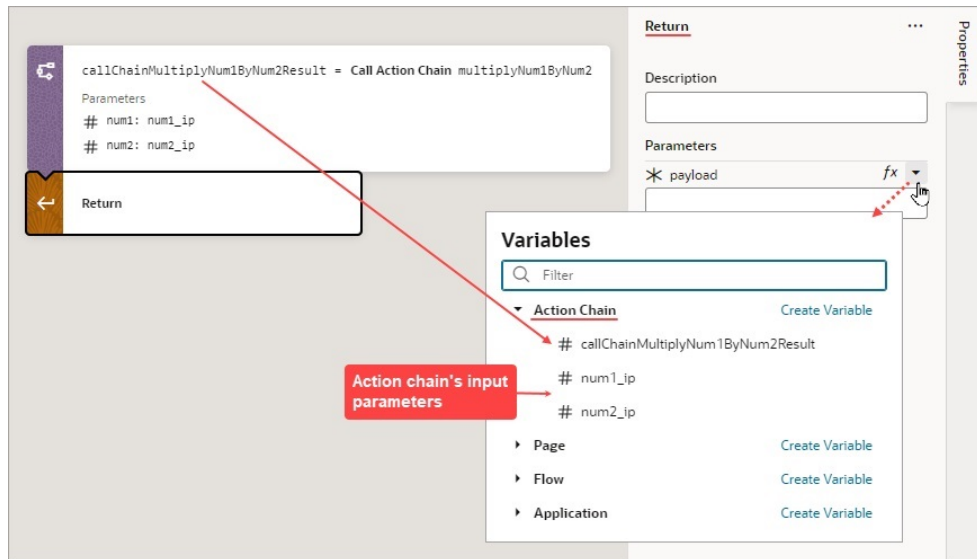 callChainMultiplyNum1ByNum2Result = Call Action Chain multiplyNum1ByNum2
Parameters
# num1: num1_ip
# num2: num2_ip
Return
Return
...
Properties
Description
Parameters
payload
fx
Variables
Filter
Action Chain Create Variable
# callChainMultiplyNum1ByNum2Result
# num1_ip
# num2_ip
Action chain's input
parameters
Page Create Variable
Flow Create Variable
Application Create Variable